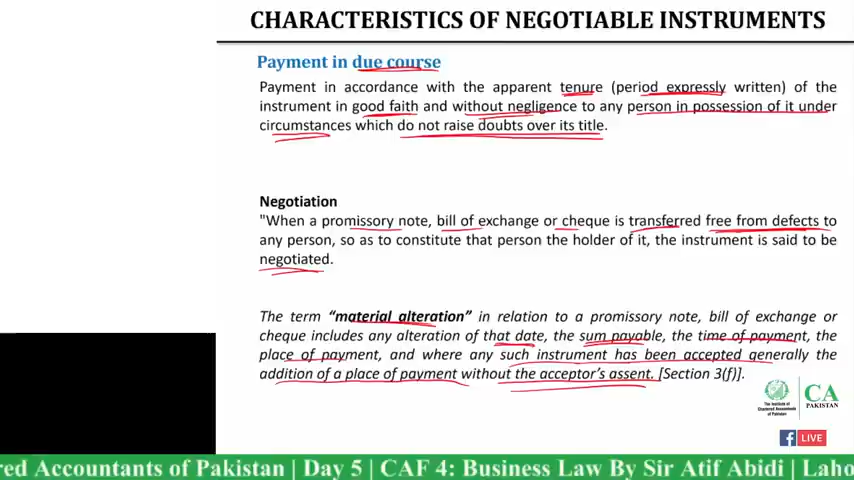 CHARACTERISTICS OF NEGOTIABLE INSTRUMENTS
Payment in due course
Payment in accordance with the apparent tenure (period expressly written) of the
instrument in good faith and without negligence to any person in possession of it under
circumstances which do not raise doubts over its title.
Negotiation
"When a promissory note, bill of exchange or cheque is transferred free from defects to
any person, so as to constitute that person the holder of it, the instrument is said to be
negotiated.
The term “material alteration” in relation to a promissory note, bill of exchange or
cheque includes any alteration of that date, the sum payable, the time of payment, the
place of payment, and where any such instrument has been accepted generally the
addition of a place of payment without the acceptor’s assent. [Section 3(f)].
The Institute of
Chartered Accountants
of Pakistan
CA
PAKISTAN
f LIVE
red Accountants of Pakistan | Day 5 | CAF 4: Business Law By Sir Atif Abidi | Laho